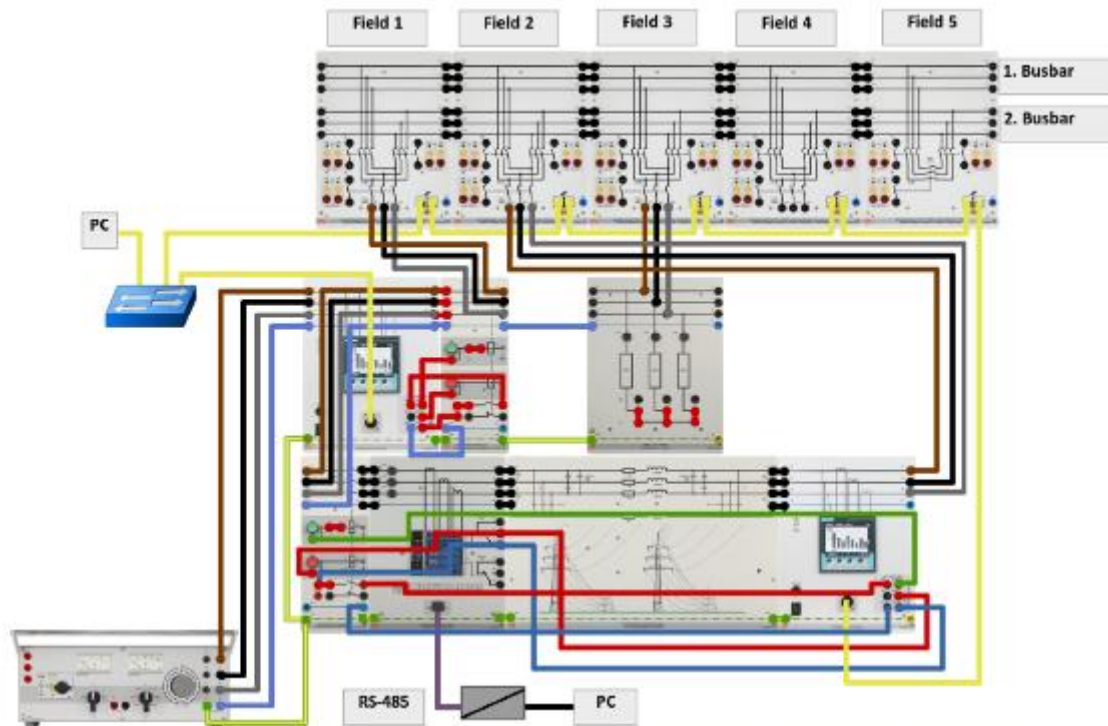 Field 1
Field 2
Field 3
Field 4
Field 5
1. Busbar
2. Busbar
PC
RS-485
PC